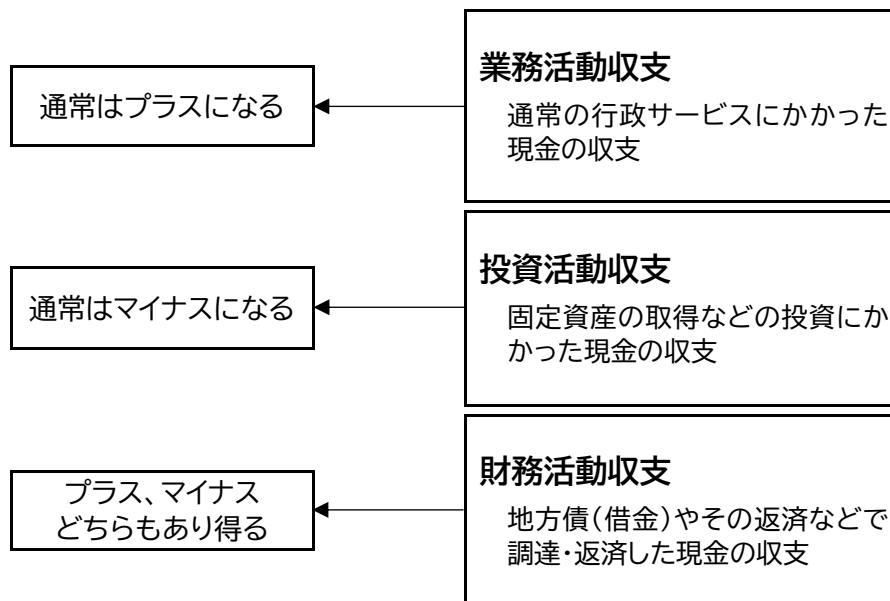 業務活動収支
通常はプラスになる
通常の行政サービスにかかった
現金の収支
投資活動収支
通常はマイナスになる
固定資産の取得などの投資にか
かった現金の収支
財務活動収支
プラス、マイナス
どちらもあり得る
地方債(借金)やその返済などで
調達・返済した現金の収支